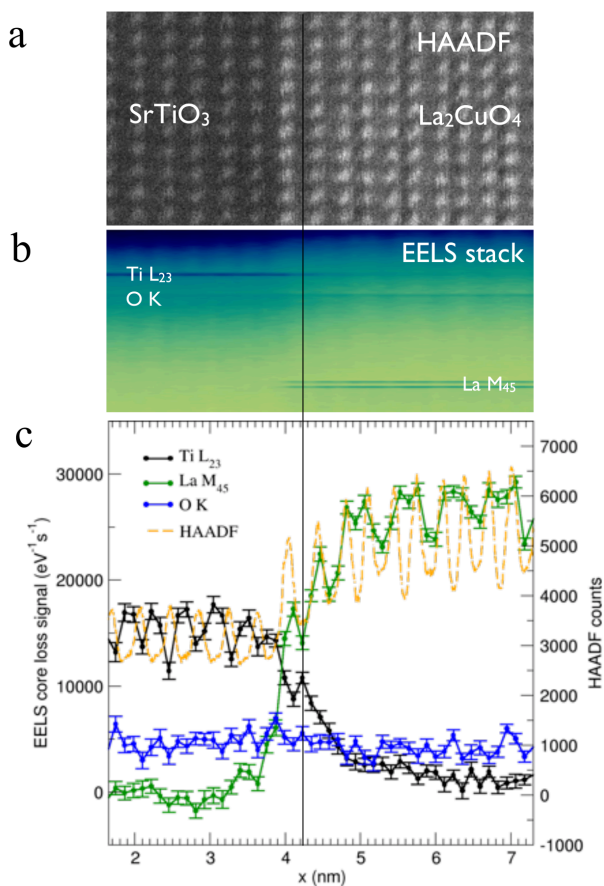 a
HAADF
SrTiO₃
La₂CuO₄
b
EELS stack
Ti L₂₃
O K
La M₄₅
c
Ti L₂₃
La M₄₅
O K
HAADF
30000
20000
10000
0
EELS core loss signal (eV⁻¹s⁻¹)
7000
6000
5000
4000
3000
2000
1000
0
-1000
HAADF counts
2 3 4 5 6 7
x (nm)